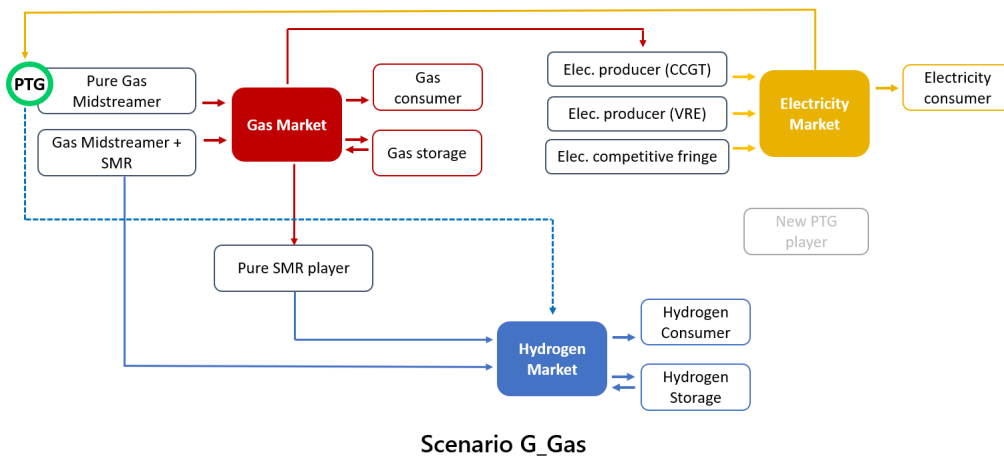 PTG
Pure Gas
Midstreamer
Gas Midstreamer +
SMR
Gas Market
Gas
consumer
Gas storage
Elec. producer (CCGT)
Elec. producer (VRE)
Elec. competitive fringe
Electricity
Market
Electricity
consumer
New PTG
player
Pure SMR player
Hydrogen
Market
Hydrogen
Consumer
Hydrogen
Storage
Scenario G_Gas